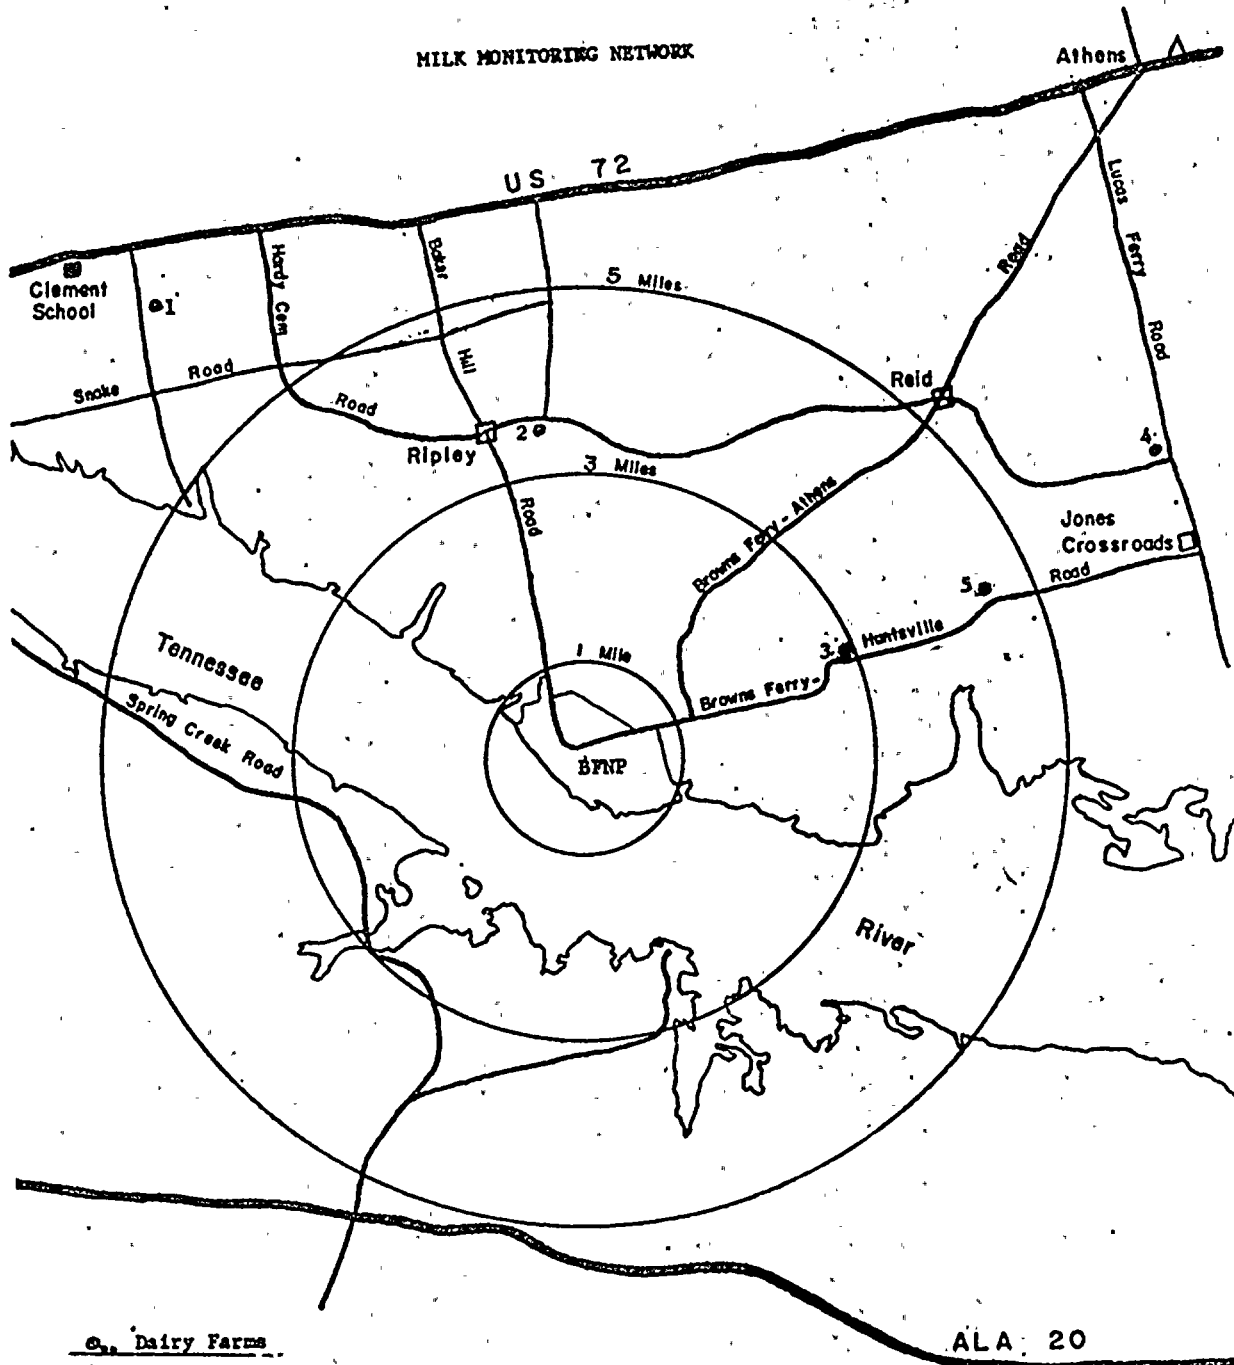 MILK MONITORING NETWORK
Athens
US 72
Lucas Ferry Road
Clement
School
1
Hardy Cem
Road
Baker Hill
Road
5 Miles
Road
Snake Road
Reid
2
Ripley
4
3 Miles
Browns Ferry - Athens
Jones
Crossroads
5
Road
Tennessee
1 Mile
3
Huntsville
Browns Ferry-
Spring Creek Road
BFNP
River
Dairy Farms
ALA. 20